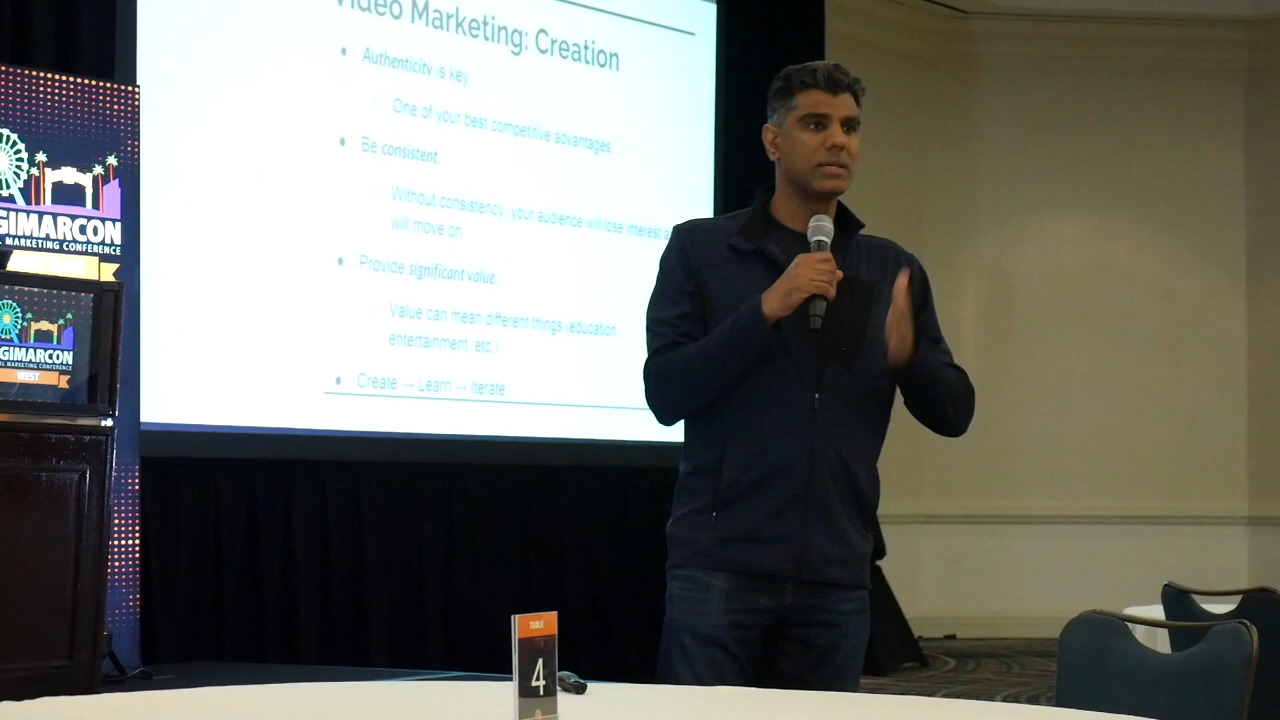 Video Marketing: Creation
Authenticity is key
One of your best competitive advantages.
Be consistent
Without consistency, your audience will lose interest
will move on
Provide significant value.
Value can mean different things (education,
entertainment, etc.)
Create → Learn → Iterate
GIMARCON
MARKETING CONFERENCE
GIMARCON
MARKETING CONFERENCE
WEST
TABLE
4